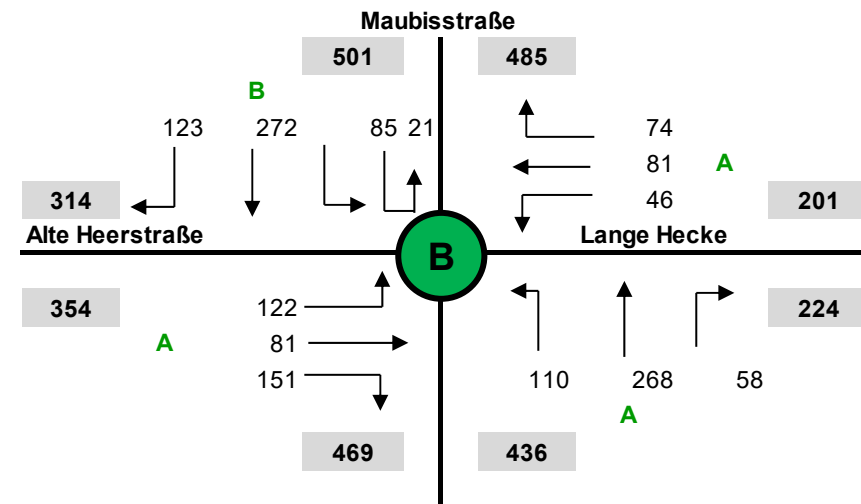 Maubisstraße
501 485
B
123 272 85 21 74
81 A
314 46 201
Alte Heerstraße Lange Hecke
B
354 122 224
A 81
151 110 268 58
A
469 436